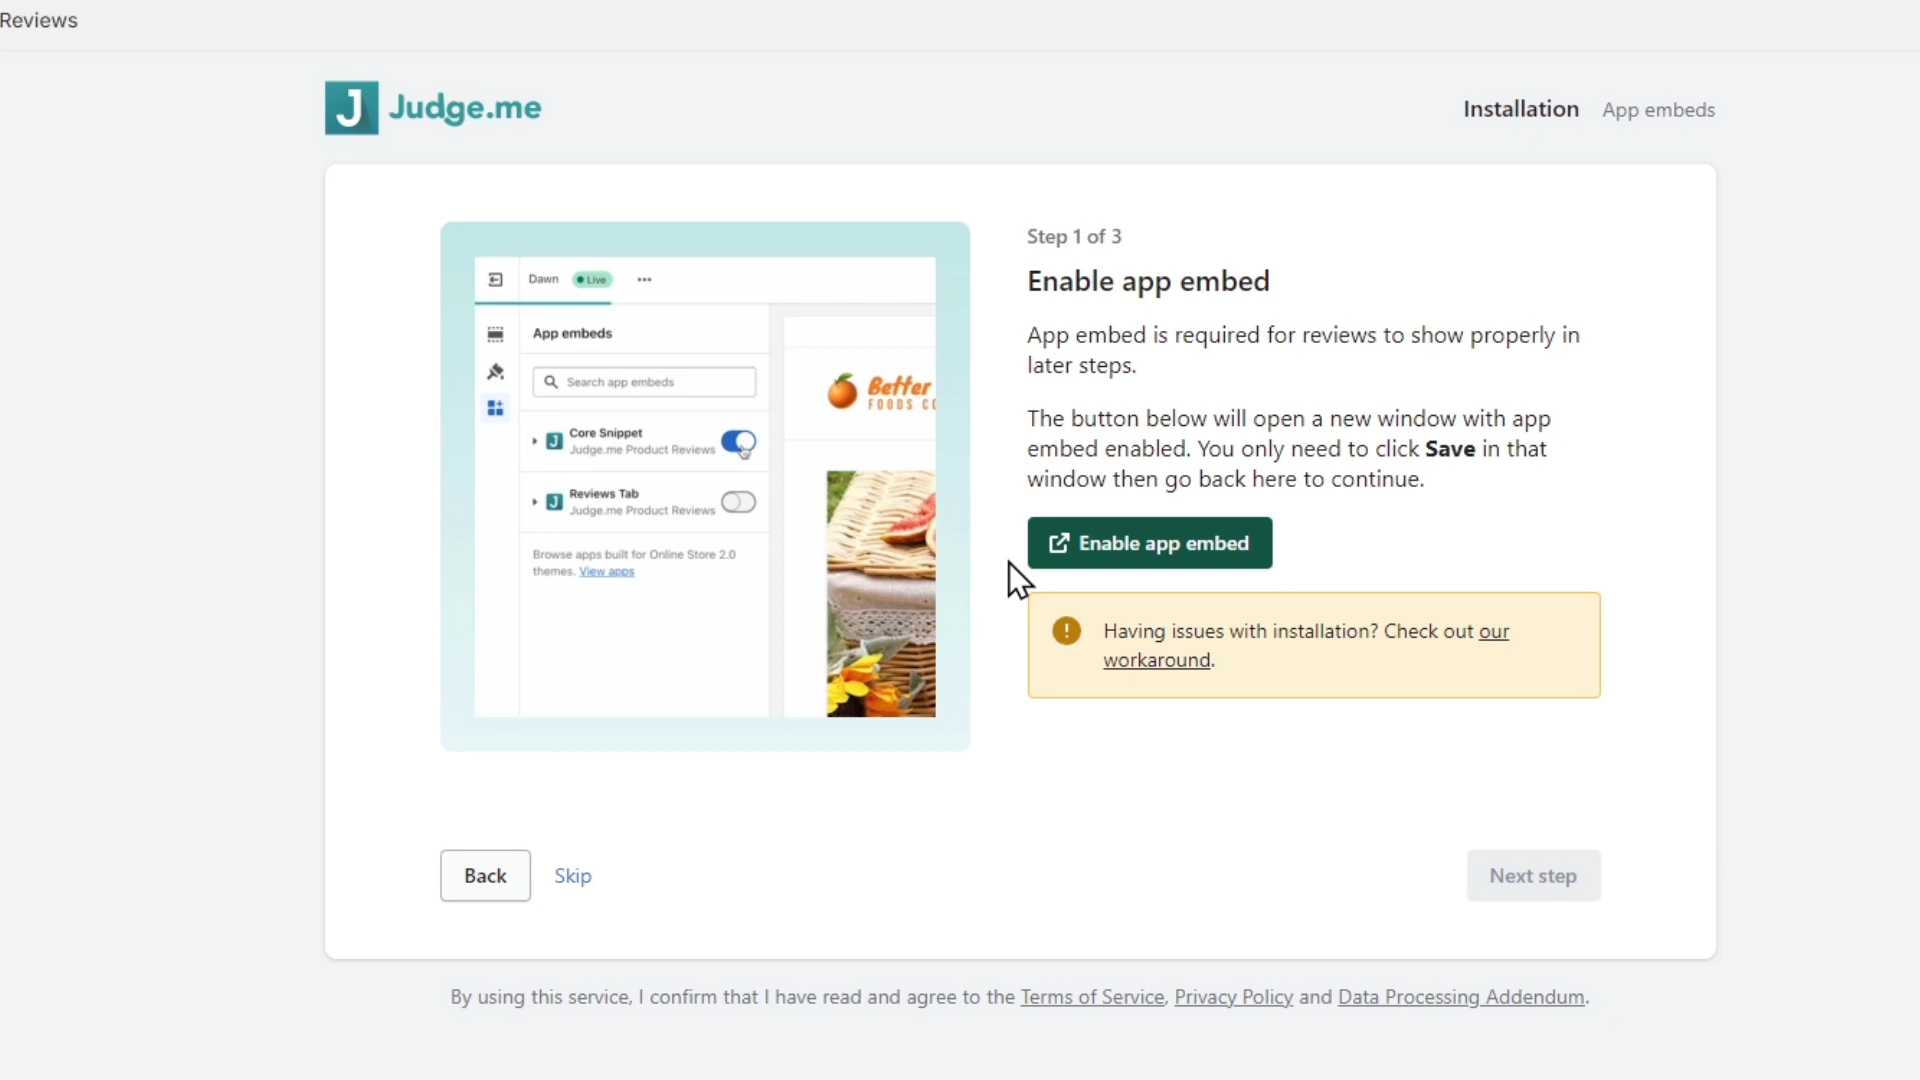 Reviews
J Judge.me
Installation App embeds
Dawn Live
App embeds
Search app embeds
Core Snippet
J Judge.me Product Reviews
Reviews Tab
J Judge.me Product Reviews
Browse apps built for Online Store 2.0
themes. View apps
Better
FOODS
Step 1 of 3
Enable app embed
App embed is required for reviews to show properly in
later steps.
The button below will open a new window with app
embed enabled. You only need to click Save in that
window then go back here to continue.
Enable app embed
Having issues with installation? Check out our
workaround.
Back Skip
Next step
By using this service, I confirm that I have read and agree to the Terms of Service, Privacy Policy and Data Processing Addendum.